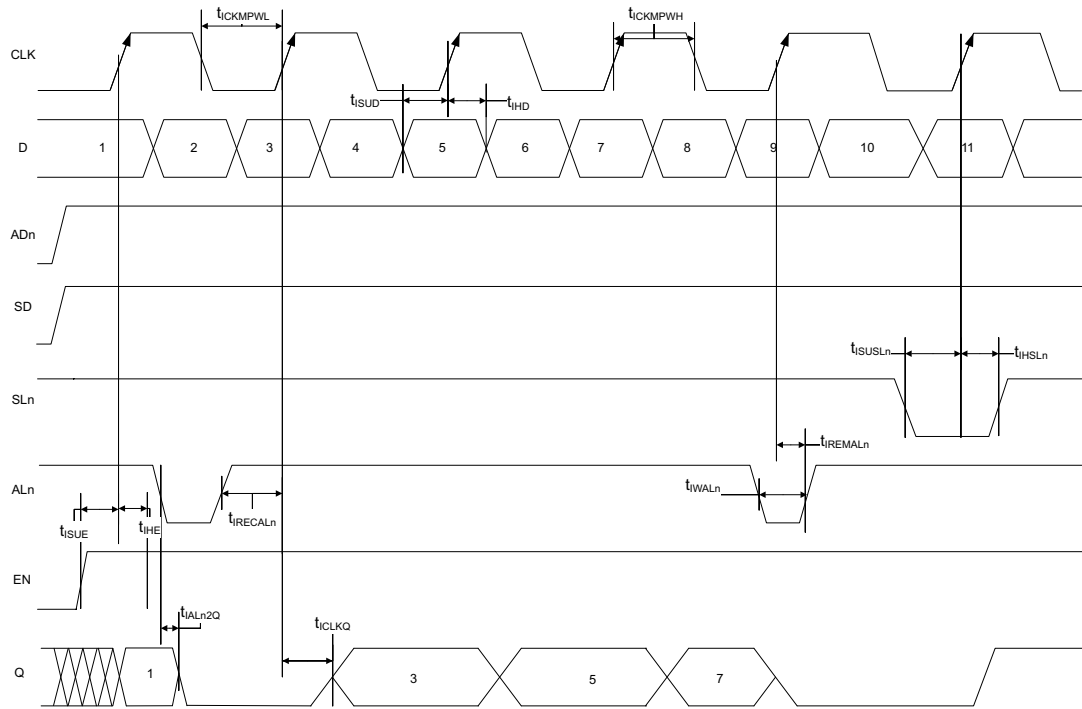 tICKMPWL
tICKMPWH
CLK
tISUD
tIHD
D
1 2 3 4 5 6 7 8 9 10 11
ADn
SD
tISUSLn
tIHSLn
SLn
tIREMALn
ALn
tIWALn
tISUE
tIHE
tIRECALn
EN
tIALn2Q
tICLKQ
Q
1 3 5 7